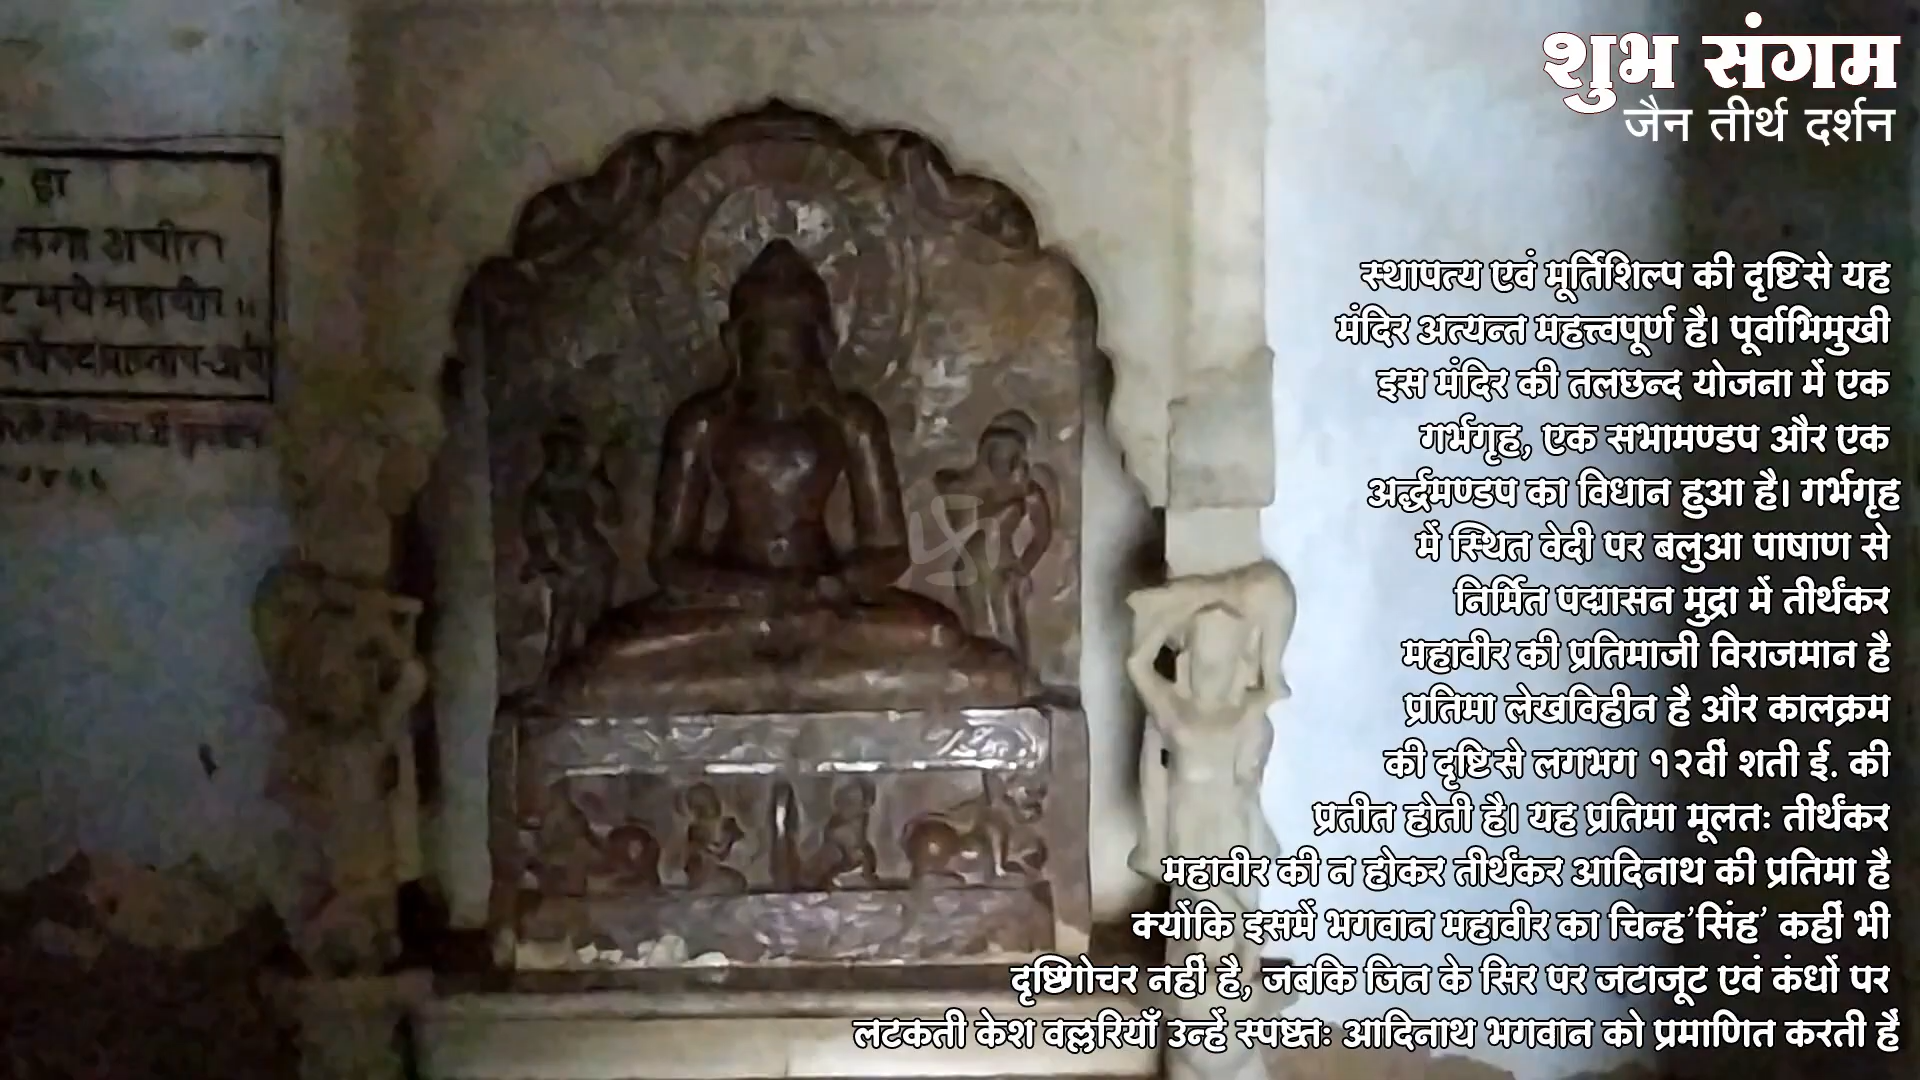 शुभ संगम
जैन तीर्थ दर्शन
हा
लगा
भये महावीर ॥
स्थापत्य एवं मूर्तिशिल्प की दृष्टि से यह
मंदिर अत्यन्त महत्त्वपूर्ण है। पूर्वाभिमुखी
इस मंदिर की तलछन्द योजना में एक
गर्भगृह, एक सभामण्डप और एक
अर्द्धमण्डप का विधान हुआ है। गर्भगृह
में स्थित वेदी पर बलुआ पाषाण से
निर्मित पद्मासन मुद्रा में तीर्थंकर
महावीर की प्रतिमाजी विराजमान है
प्रतिमा लेखविहीन है और कालक्रम
की दृष्टि से लगभग १२वीं शती ई. की
प्रतीत होती है। यह प्रतिमा मूलतः तीर्थंकर
महावीर की न होकर तीर्थंकर आदिनाथ की प्रतिमा है
क्योंकि इसमें भगवान महावीर का चिन्ह'सिंह' कहीं भी
दृष्टिगोचर नहीं है, जबकि जिन के सिर पर जटाजूट एवं कंधों पर
लटकती केश वल्लरियाँ उन्हें स्पष्टतः आदिनाथ भगवान को प्रमाणित करती हैं